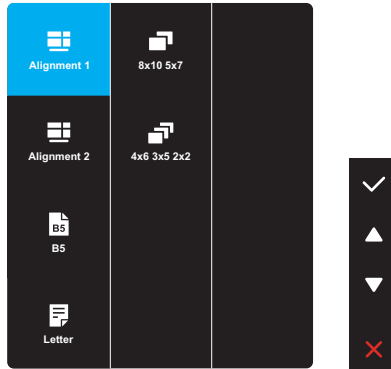 Alignment 1
8x10 5x7
Alignment 2
4x6 3x5 2x2
B5
B5
Letter